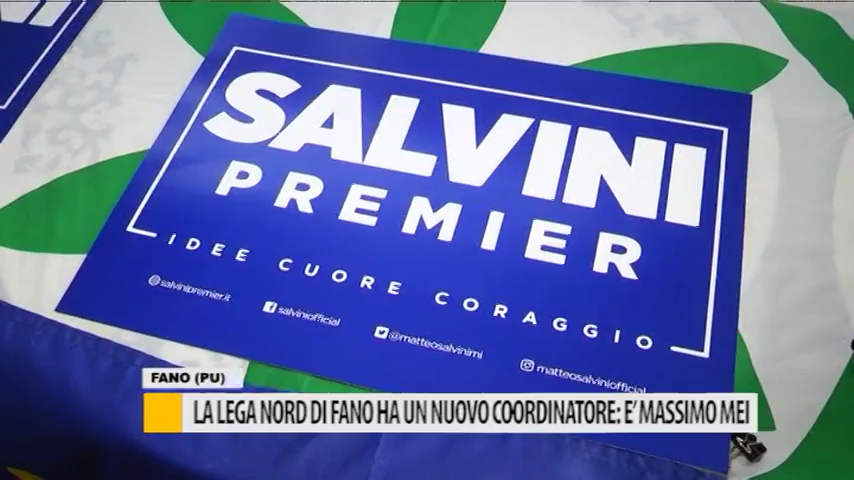 SALVINI
PREMIER
IDEE CUORE CORAGGIO
salvinipremier.it
salviniofficial
@matteosalvinimi
matteosalviniofficial
FANO (PU)
LA LEGA NORD DI FANO HA UN NUOVO COORDINATORE: E' MASSIMO MEI